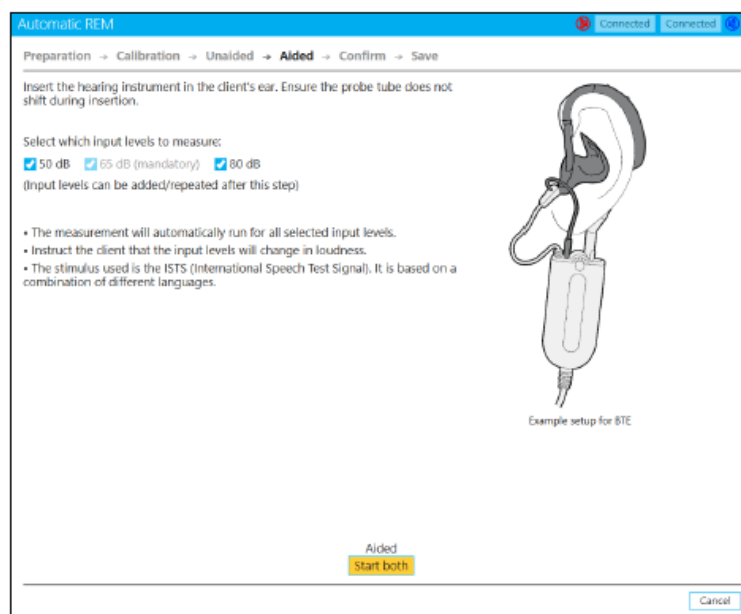 Automatic REM
Connected Connected
Preparation → Calibration → Unaided → Aided → Confirm → Save
Insert the hearing instrument in the client's ear. Ensure the probe tube does not
shift during insertion.
Select which input levels to measure:
50 dB 65 dB (mandatory) 80 dB
(Input levels can be added/repeated after this step)
• The measurement will automatically run for all selected input levels.
• Instruct the client that the input levels will change in loudness.
• The stimulus used is the ISTS (International Speech Test Signal). It is based on a
combination of different languages.
Example setup for BTE
Aided
Start both
Cancel